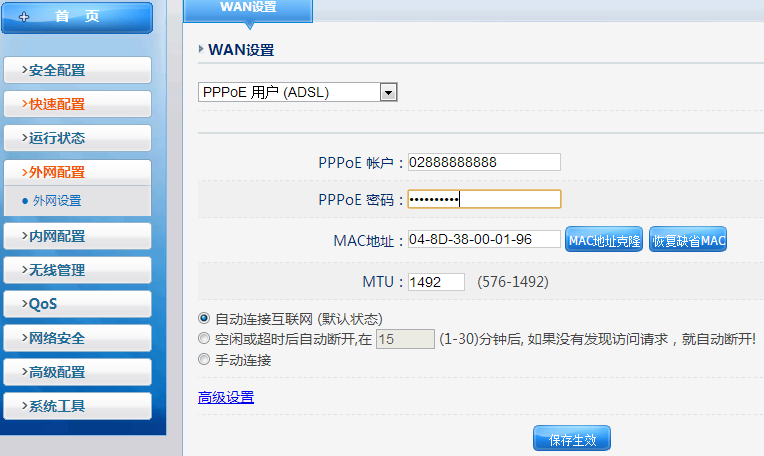 首 页
安全配置
快速配置
运行状态
外网配置
外网设置
内网配置
无线管理
QoS
网络安全
高级配置
系统工具
WAN设置
WAN设置
PPPoE 用户 (ADSL)
PPPoE 帐户：02888888888
PPPoE 密码：••••••••••
MAC地址：04-8D-38-00-01-96 MAC地址克隆 恢复缺省MAC
MTU：1492 (576-1492)
自动连接互联网 (默认状态)
空闲或超时后自动断开,在 15 (1-30)分钟后, 如果没有发现访问请求，就自动断开!
手动连接
高级设置
保存生效